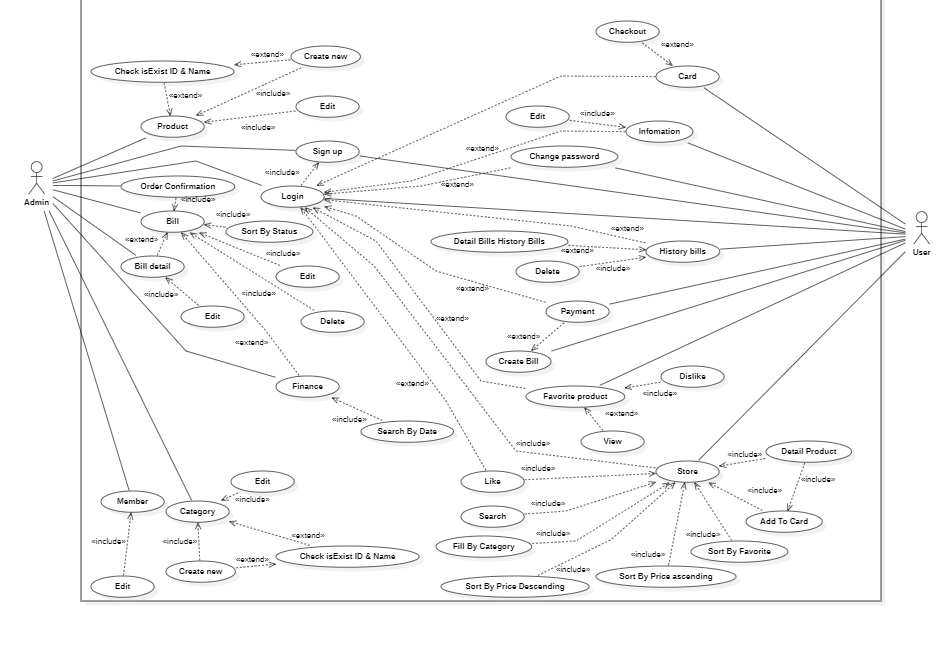 Checkout
«extend»
Card
Create new
«extend»
Check isExist ID & Name
«extend»
«include»
Edit
«include»
Product
Edit
«include»
Infomation
Sign up
«extend»
Change password
«include»
«extend»
Admin
Order Confirmation
«include»
Login
Bill
«include»
Sort By Status
User
«extend»
Detail Bills History Bills
«extend»
History bills
«extend»
«include»
Bill detail
Delete
«include»
Edit
«include»
«include»
«extend»
Payment
Edit
Delete
«extend»
«extend»
«extend»
Create Bill
Finance
«extend»
Dislike
Favorite product
«include»
«include»
Search By Date
«extend»
View
«include»
Detail Product
«include»
Store
«include»
Like
«include»
Edit
«include»
Member
Category
«include»
«include»
Search
Add To Card
«include»
«include»
«extend»
«include»
Fill By Category
Sort By Favorite
«include»
Check isExist ID & Name
«extend»
Create new
«include»
Sort By Price ascending
Edit
Sort By Price Descending